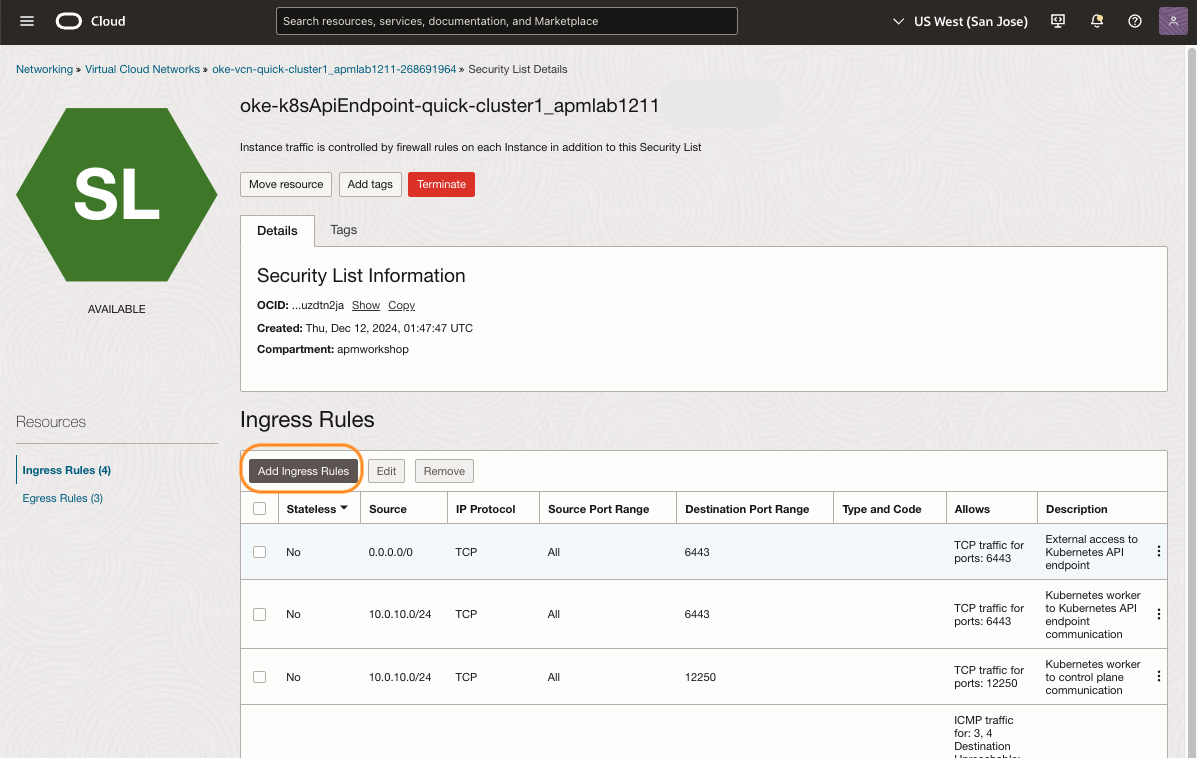 Cloud
Search resources, services, documentation, and Marketplace
US West (San Jose)
Networking » Virtual Cloud Networks » oke-vcn-quick-cluster1_apmlab1211-268691964 » Security List Details
SL
AVAILABLE
oke-k8sApiEndpoint-quick-cluster1_apmlab1211
Instance traffic is controlled by firewall rules on each Instance in addition to this Security List
Move resource Add tags Terminate
Details Tags
Security List Information
OCID: ...uzdtn2ja Show Copy
Created: Thu, Dec 12, 2024, 01:47:47 UTC
Compartment: apmworkshop
Resources
Ingress Rules (4)
Egress Rules (3)
Ingress Rules
Add Ingress Rules Edit Remove
Stateless Source IP Protocol Source Port Range Destination Port Range Type and Code Allows Description
No 0.0.0.0/0 TCP All 6443
TCP traffic for
ports: 6443
External access to
Kubernetes API
endpoint
No 10.0.10.0/24 TCP All 6443
TCP traffic for
ports: 6443
Kubernetes worker
to Kubernetes API
endpoint
communication
No 10.0.10.0/24 TCP All 12250
TCP traffic for
ports: 12250
Kubernetes worker
to control plane
communication
ICMP traffic
for: 3, 4
Destination